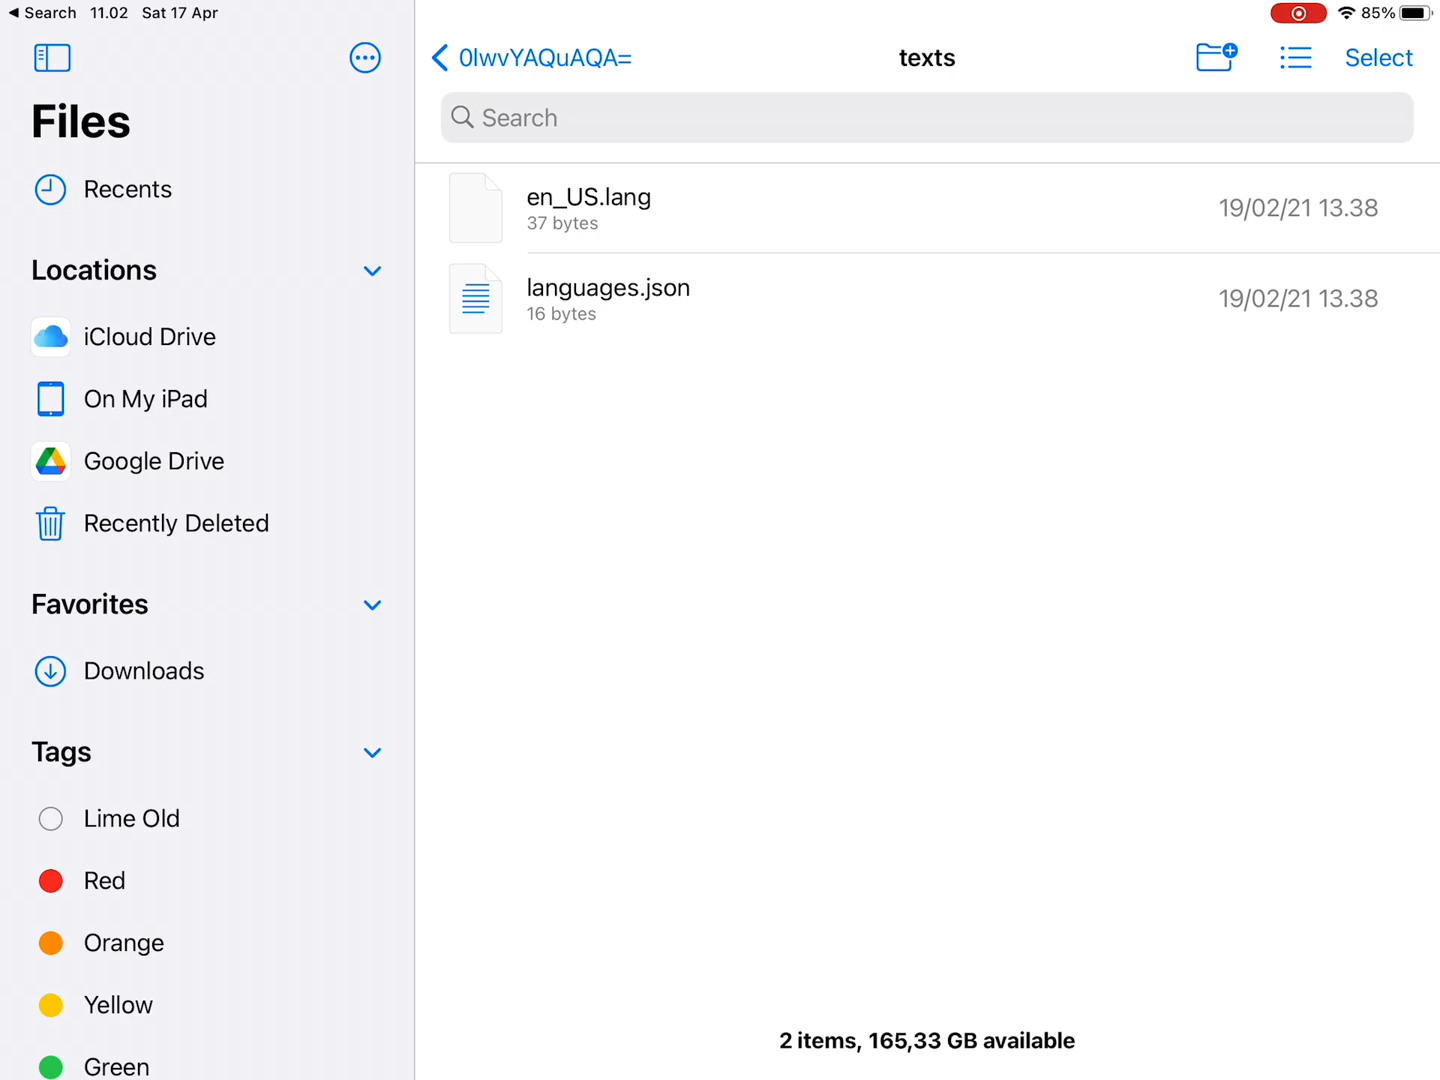 ◀ Search 11.02 Sat 17 Apr
85%
Files
Recents
Locations
iCloud Drive
On My iPad
Google Drive
Recently Deleted
Favorites
Downloads
Tags
Lime Old
Red
Orange
Yellow
Green
0lwvYAQuAQA=
texts
Select
Search
en_US.lang
37 bytes
19/02/21 13.38
languages.json
16 bytes
19/02/21 13.38
2 items, 165,33 GB available